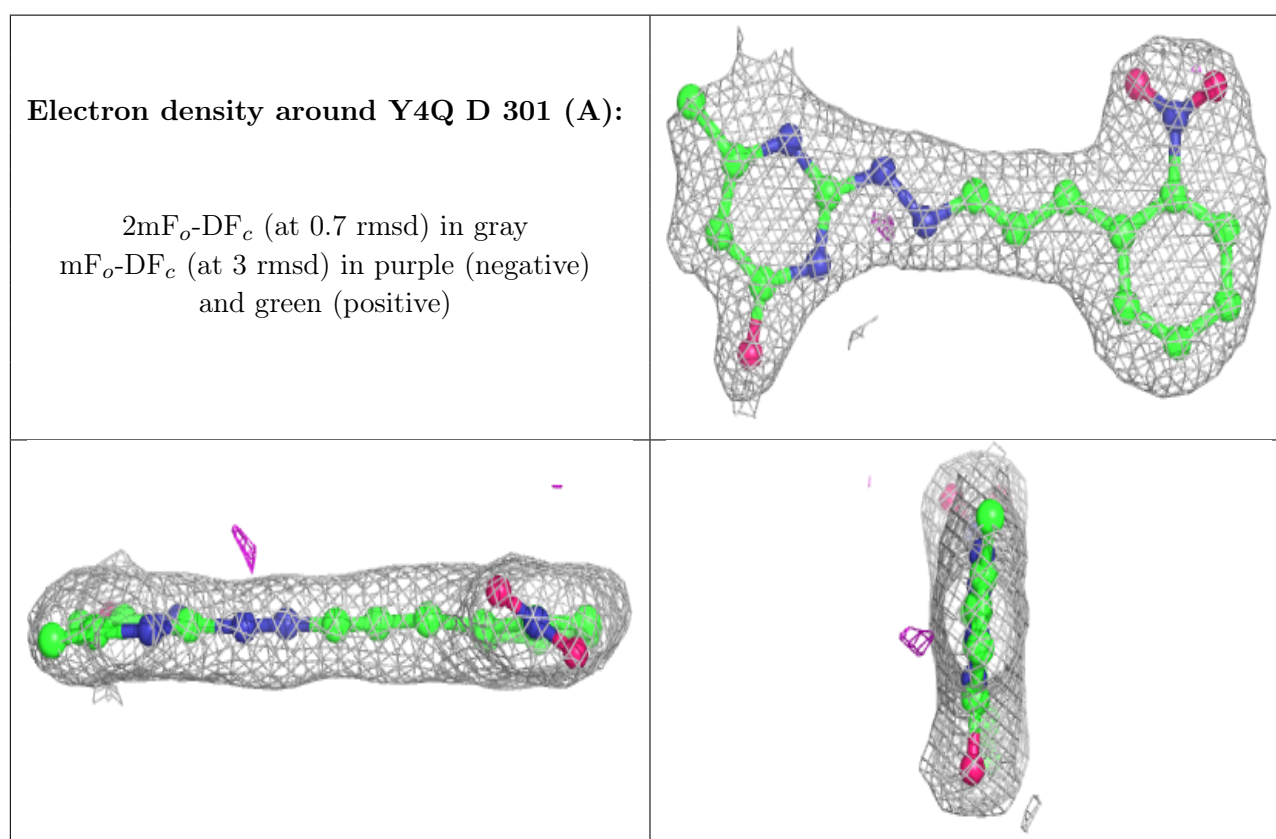 Electron density around Y4Q D 301 (A):
2mFₒ-DF𝑐 (at 0.7 rmsd) in gray
mFₒ-DF𝑐 (at 3 rmsd) in purple (negative)
and green (positive)